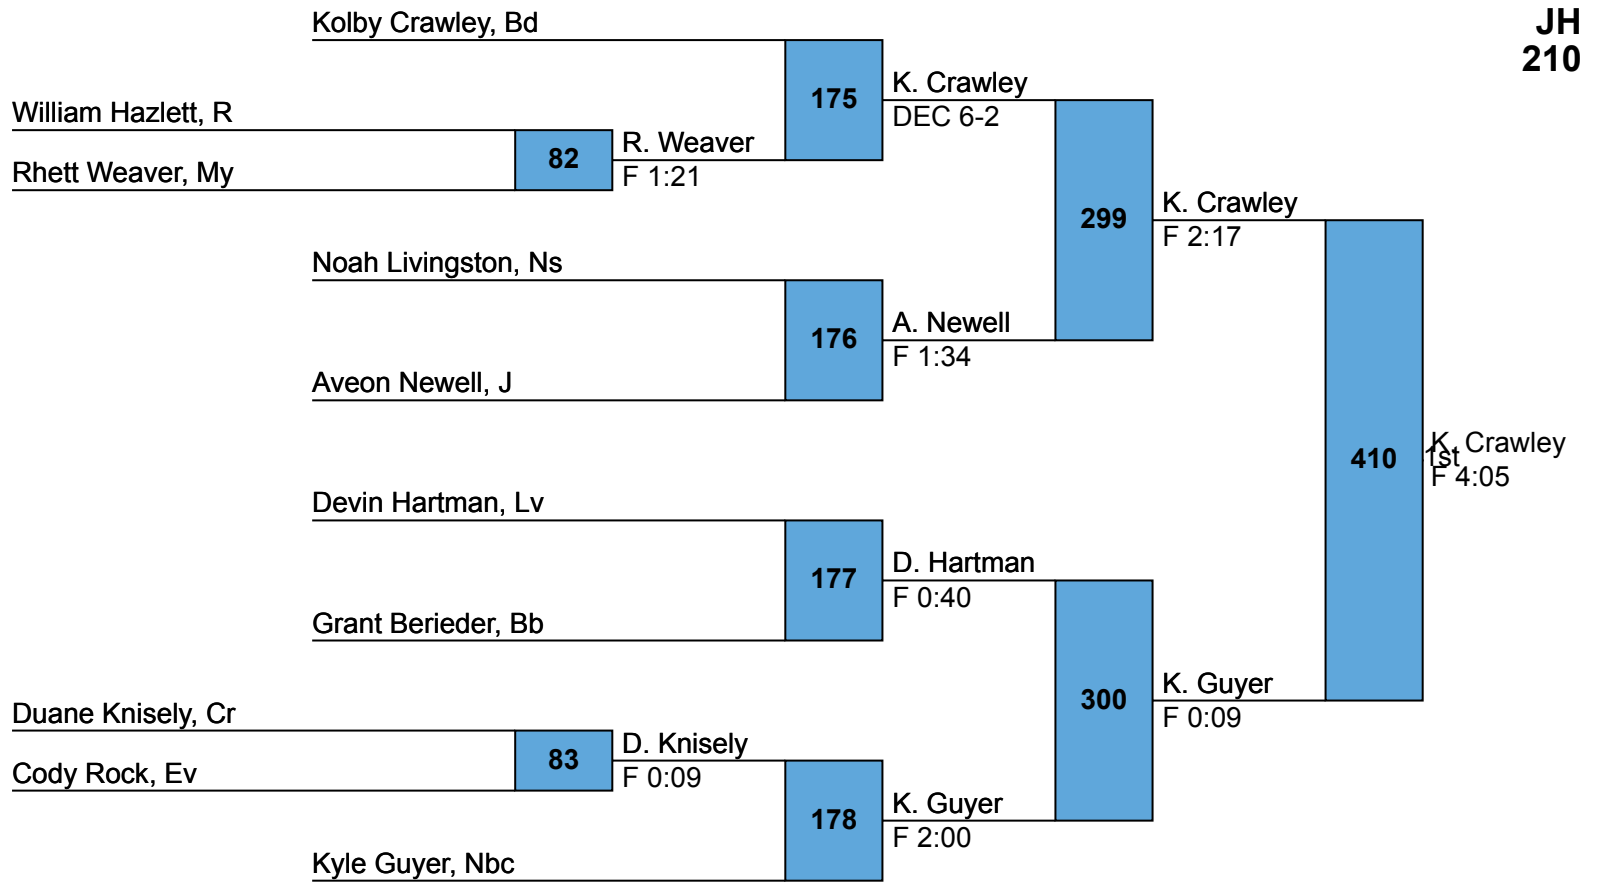 JH
210
Kolby Crawley, Bd
175
K. Crawley
DEC 6-2
William Hazlett, R
82
R. Weaver
F 1:21
Rhett Weaver, My
299
K. Crawley
F 2:17
Noah Livingston, Ns
176
A. Newell
F 1:34
Aveon Newell, J
410
K. Crawley
1st
F 4:05
Devin Hartman, Lv
177
D. Hartman
F 0:40
Grant Berieder, Bb
300
K. Guyer
F 0:09
Duane Knisely, Cr
83
D. Knisely
F 0:09
Cody Rock, Ev
178
K. Guyer
F 2:00
Kyle Guyer, Nbc